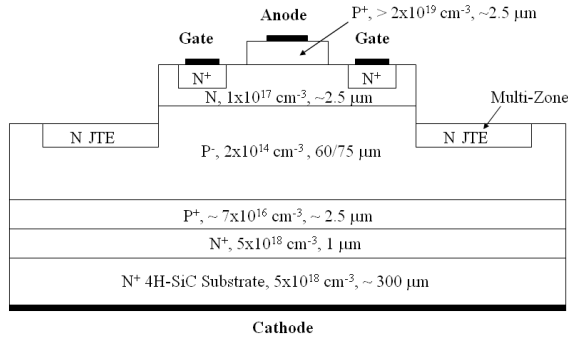 Anode
P⁺, > 2x10¹⁹ cm⁻³, ~2.5 µm
Gate
Gate
N⁺
N⁺
N, 1x10¹⁷ cm⁻³, ~2.5 µm
Multi-Zone
N JTE
N JTE
P⁻, 2x10¹⁴ cm⁻³ , 60/75 µm
P⁺, ~ 7x10¹⁶ cm⁻³, ~ 2.5 µm
N⁺, 5x10¹⁸ cm⁻³, 1 µm
N⁺ 4H-SiC Substrate, 5x10¹⁸ cm⁻³, ~ 300 µm
Cathode